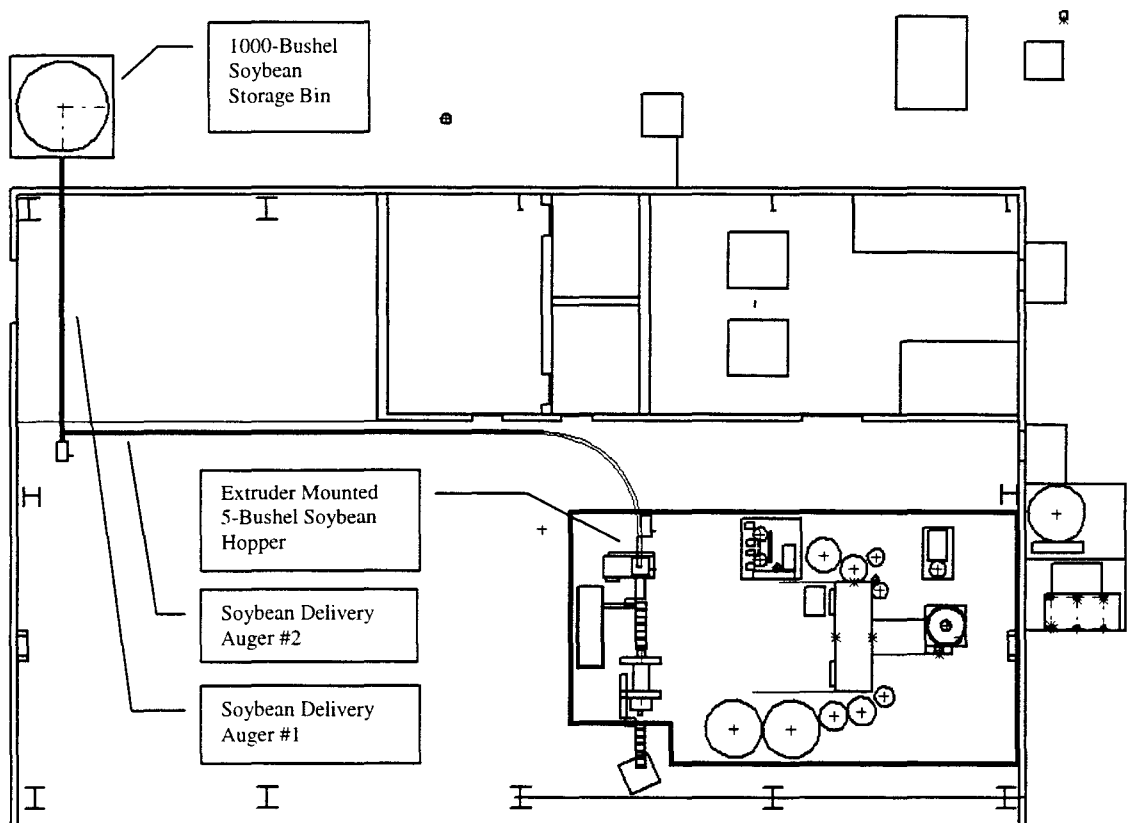 1000-Bushel
Soybean
Storage Bin
Extruder Mounted
5-Bushel Soybean
Hopper
Soybean Delivery
Auger #2
Soybean Delivery
Auger #1